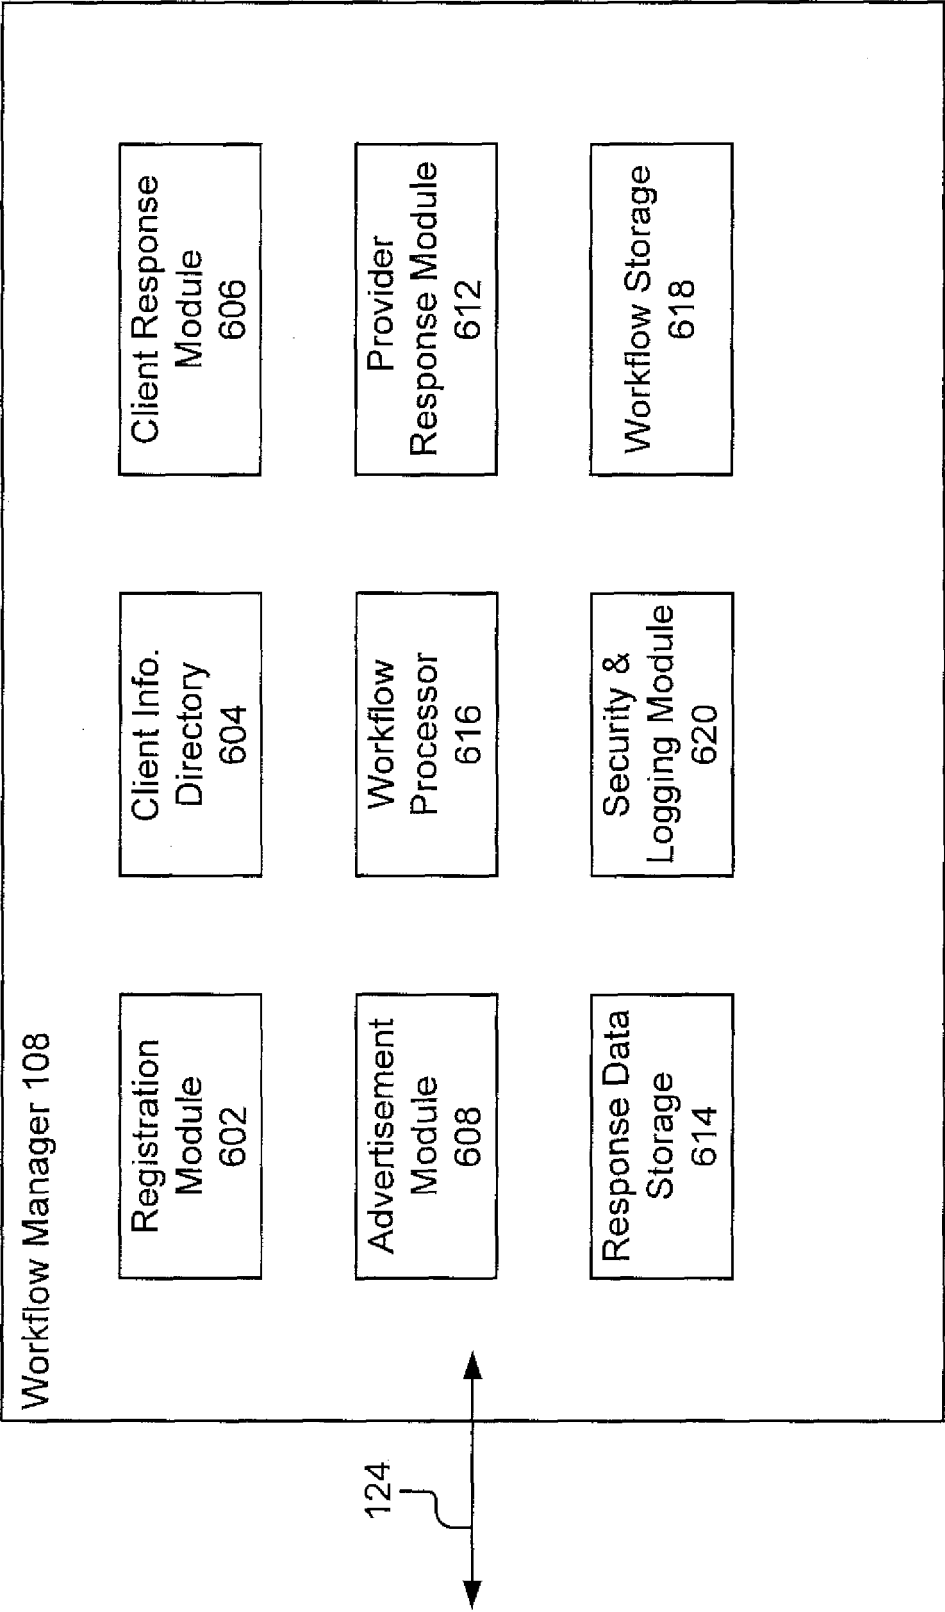 Workflow Manager 108
Registration
Module
602
Client Info.
Directory
604
Client Response
Module
606
Advertisement
Module
608
Workflow
Processor
616
Provider
Response Module
612
Response Data
Storage
614
Security &
Logging Module
620
Workflow Storage
618
124